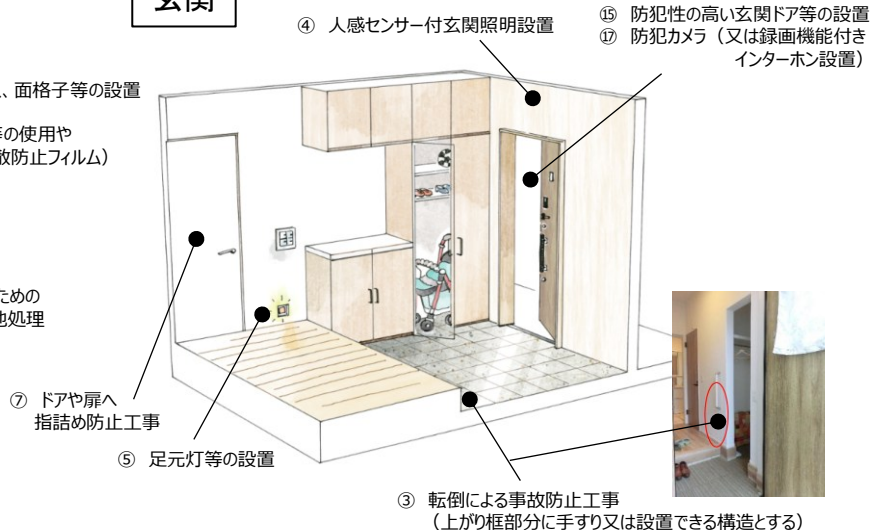 玄関
④ 人感センサー付玄関照明設置
⑮ 防犯性の高い玄関ドア等の設置
⑰ 防犯カメラ（又は録画機能付き
インターホン設置）
、面格子等の設置
等の使用や
散防止フィルム）
ための
地処理
⑦ ドアや扉へ
指詰め防止工事
⑤ 足元灯等の設置
③ 転倒による事故防止工事
（上がり框部分に手すり又は設置できる構造とする）